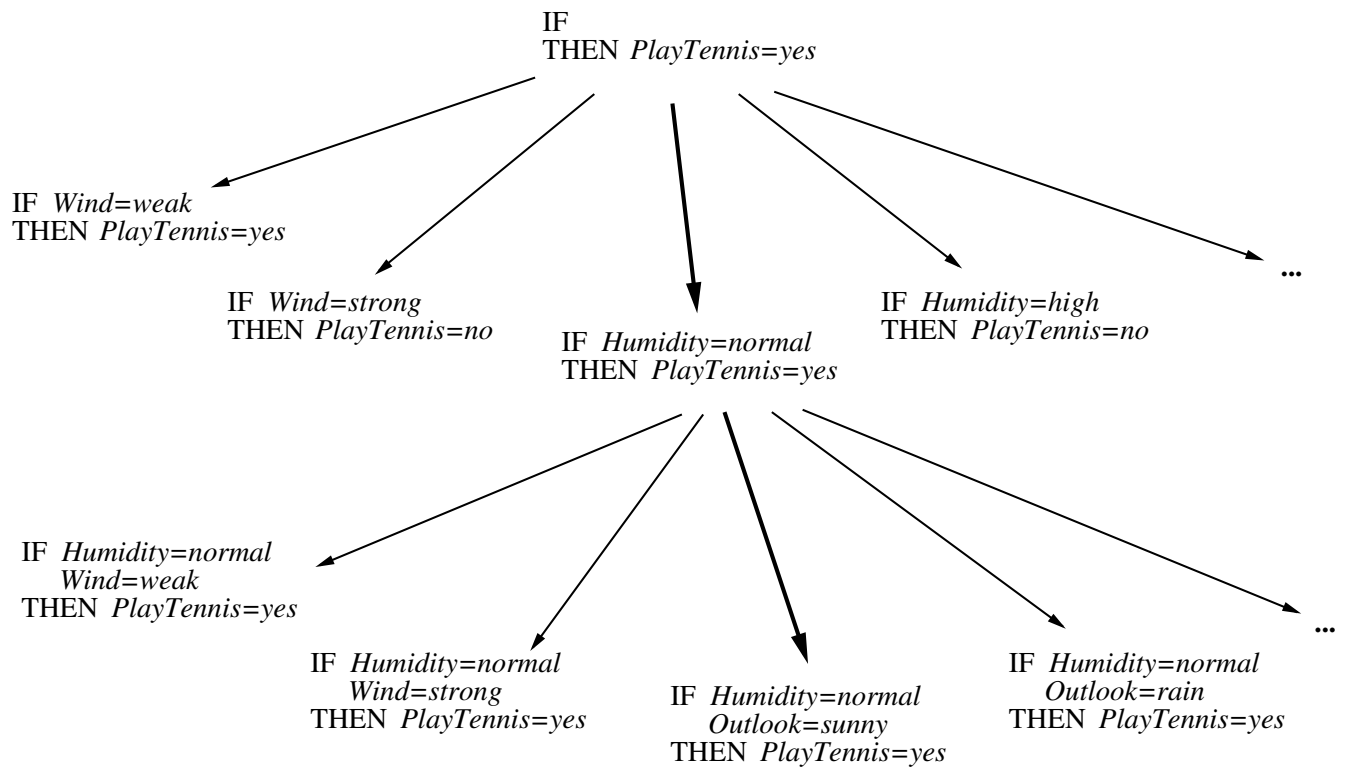 IF
THEN PlayTennis=yes
IF Wind=weak
THEN PlayTennis=yes
IF Wind=strong
THEN PlayTennis=no
IF Humidity=normal
THEN PlayTennis=yes
IF Humidity=high
THEN PlayTennis=no
...
IF Humidity=normal
Wind=weak
THEN PlayTennis=yes
IF Humidity=normal
Wind=strong
THEN PlayTennis=yes
IF Humidity=normal
Outlook=sunny
THEN PlayTennis=yes
IF Humidity=normal
Outlook=rain
THEN PlayTennis=yes
...